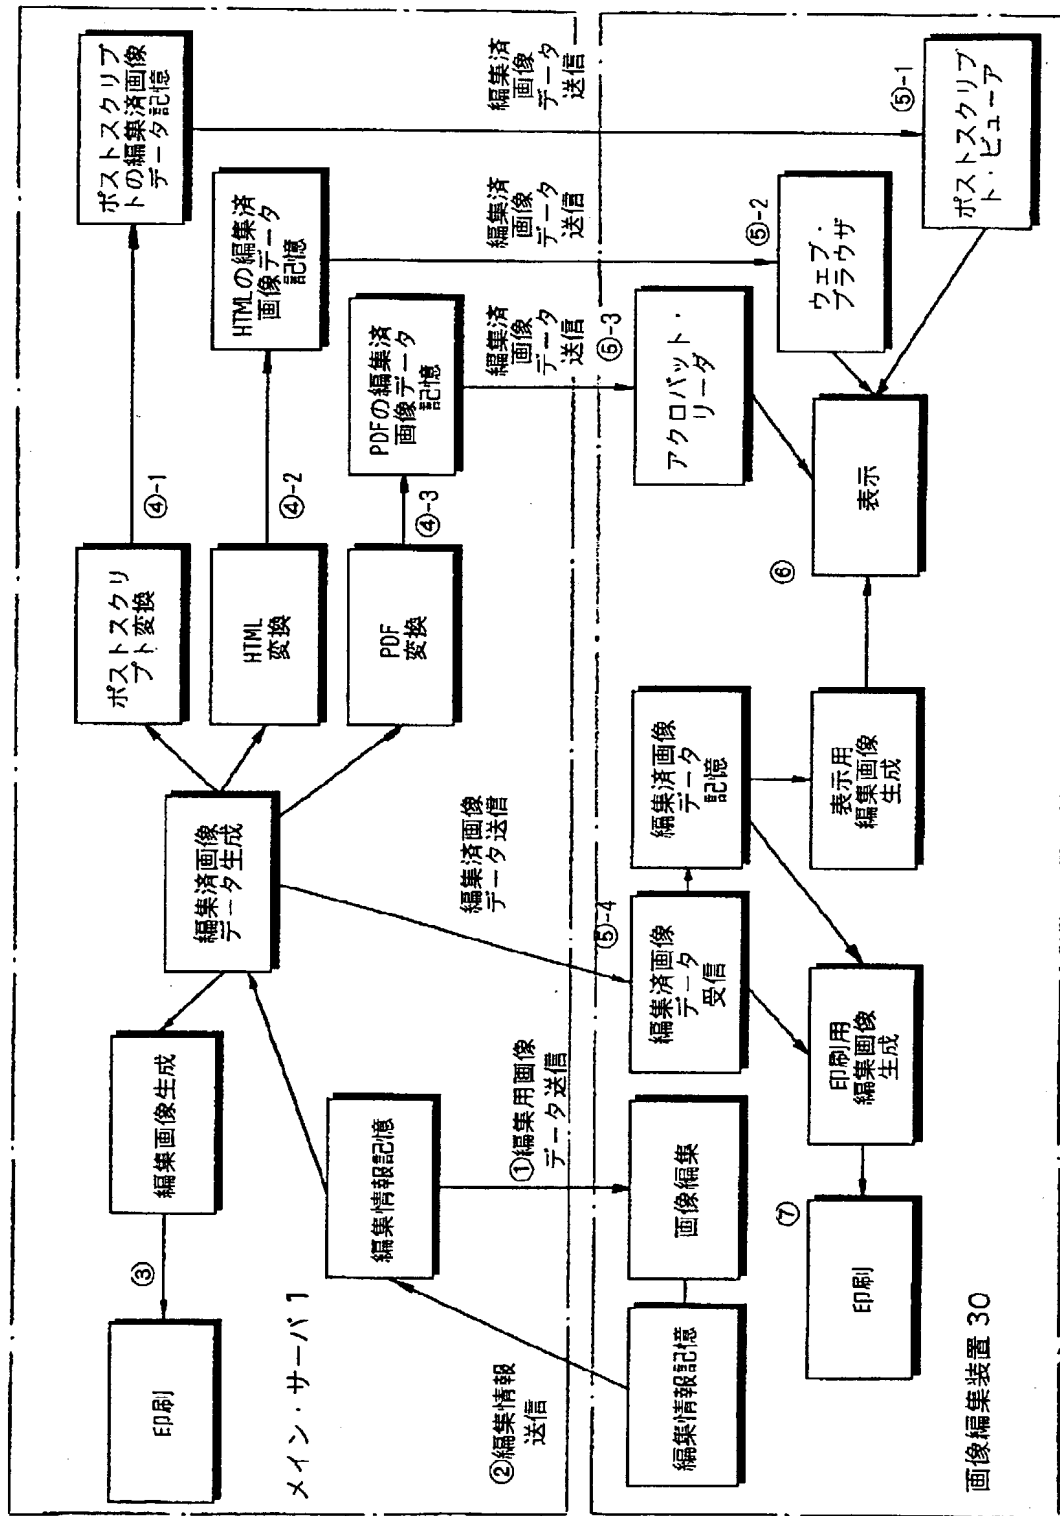 メイン・サーバ1
印刷
③
編集画像生成
編集済画像
データ生成
ポストスクリ
プト変換
④-1
ポストスクリプ
トの編集済画像
データ記憶
HTML
変換
④-2
HTMLの編集済
画像データ
記憶
PDF
変換
④-3
PDFの編集済
画像データ
記憶
編集情報記憶
②編集情報
送信
①編集用画像
データ送信
編集済画像
データ送信
編集済
画像
データ
送信
編集済
画像
データ
送信
編集済
画像
データ
送信
編集情報記憶
画像編集
⑤-4
編集済画像
データ
受信
編集済画像
データ
記憶
⑤-3
アクロバット・
リーダ
⑤-2
ウェブ・
ブラウザ
⑤-1
ポストスクリプ
ト・ビューア
⑦
印刷
印刷用
編集画像
生成
表示用
編集画像
生成
⑥
表示
画像編集装置30